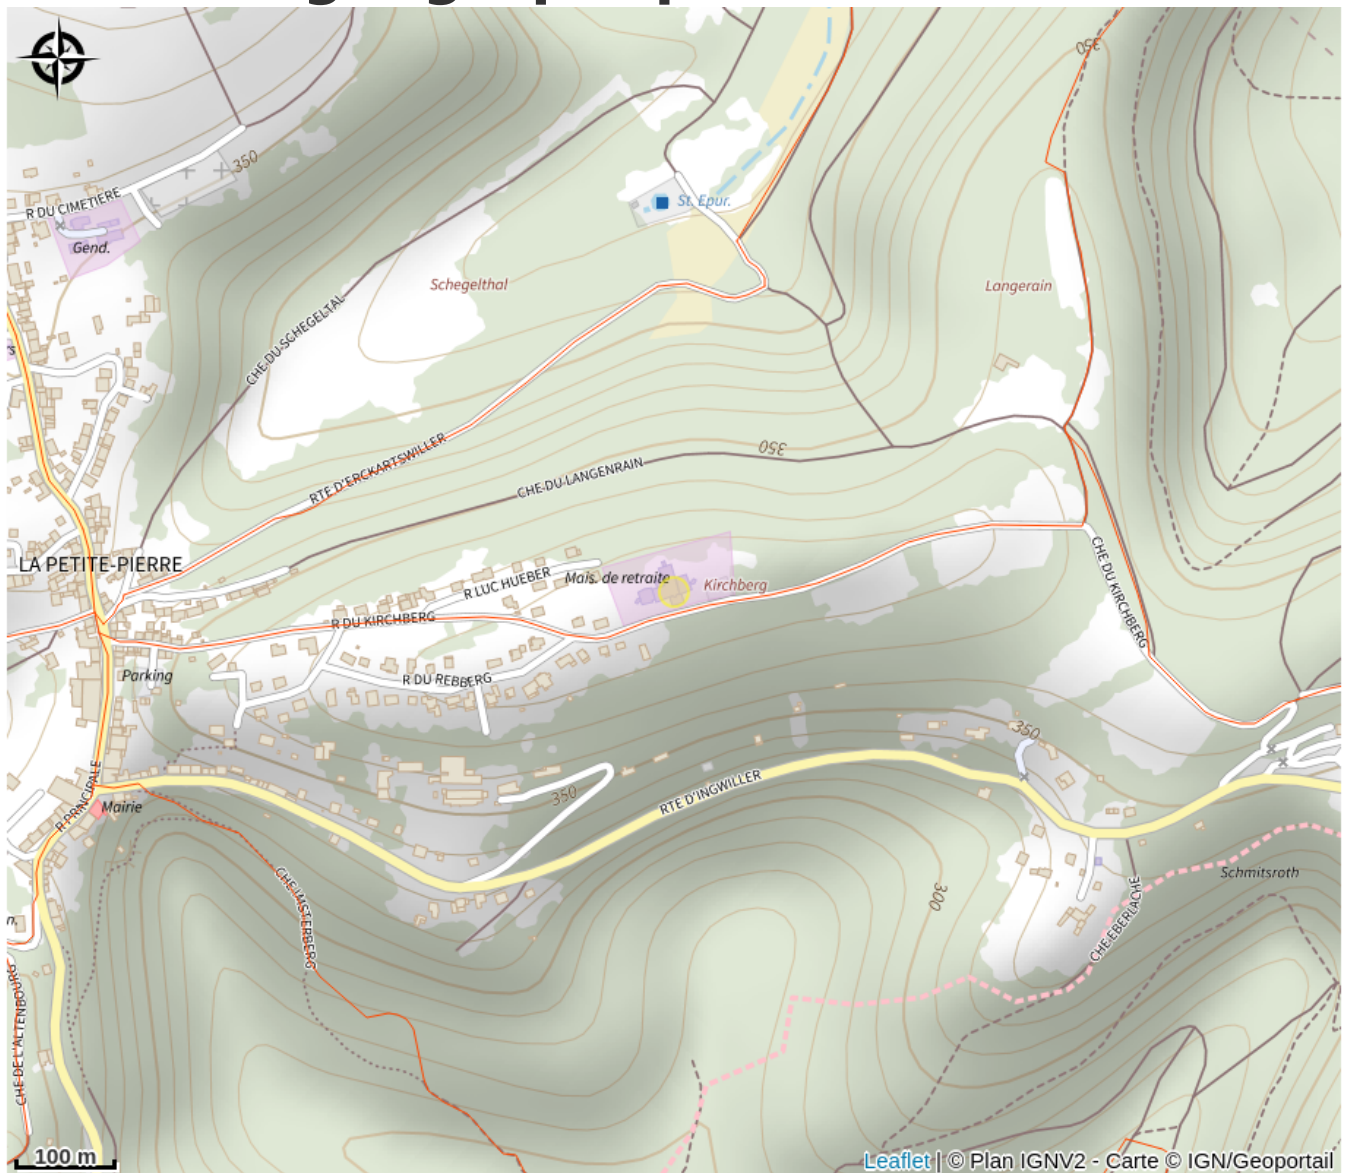 350
350
R DU CIMETIERE
Gend.
St. Epur.
Schegelthal
Langerain
CHE DU SCHEGELTAL
RTE D'ERCKARTSWILLER
350
CHE DU LANGENRAIN
LA PETITE-PIERRE
Mais. de retraite
R LUC HUEBER
Kirchberg
R DU KIRCHBERG
CHE DU KIRCHBERG
Parking
R DU REBBERG
350
R PRINCIPALE
Mairie
350
RTE D'INGWILLER
CHE IMSTERBERG
300
CHE EBERLACHE
Schmitsroth
n.
CHE DE L'ALTENBOURG
100 m
Leaflet | © Plan IGNV2 - Carte © IGN/Geoportail